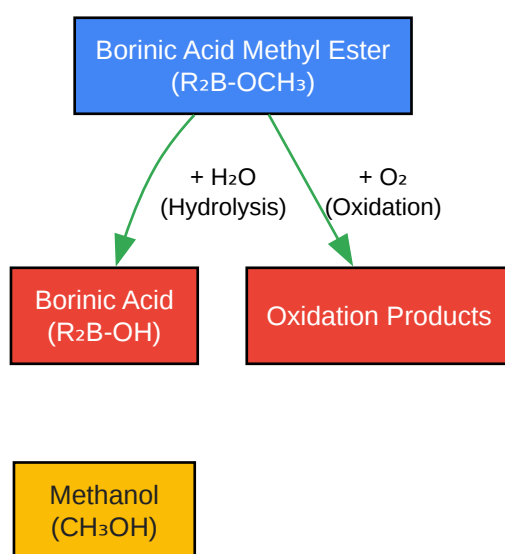 Borinic Acid Methyl Ester
(R₂B-OCH₃)
+ H₂O
(Hydrolysis)
+ O₂
(Oxidation)
Borinic Acid
(R₂B-OH)
Oxidation Products
Methanol
(CH₃OH)